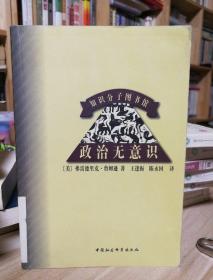 知识分子图书馆
政治无意识
[美] 弗雷德里克·詹姆逊 著 王逢振 陈永国 译
中国社会科学出版社